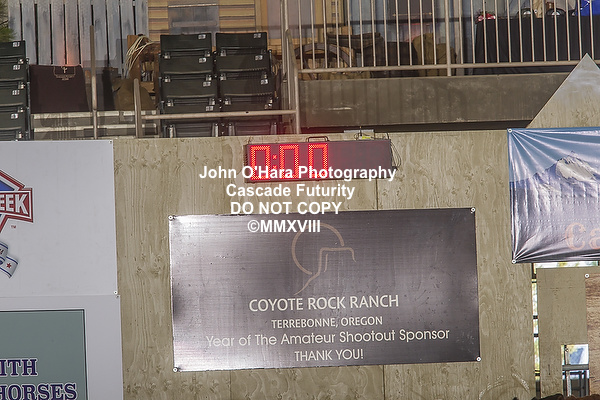 0:00
John O'Hara Photography
Cascade Futurity
DO NOT COPY
©MMXVIII
EEK
COYOTE ROCK RANCH
TERREBONNE, OREGON
Year of The Amateur Shootout Sponsor
THANK YOU!
Ca
ITH
HORSES